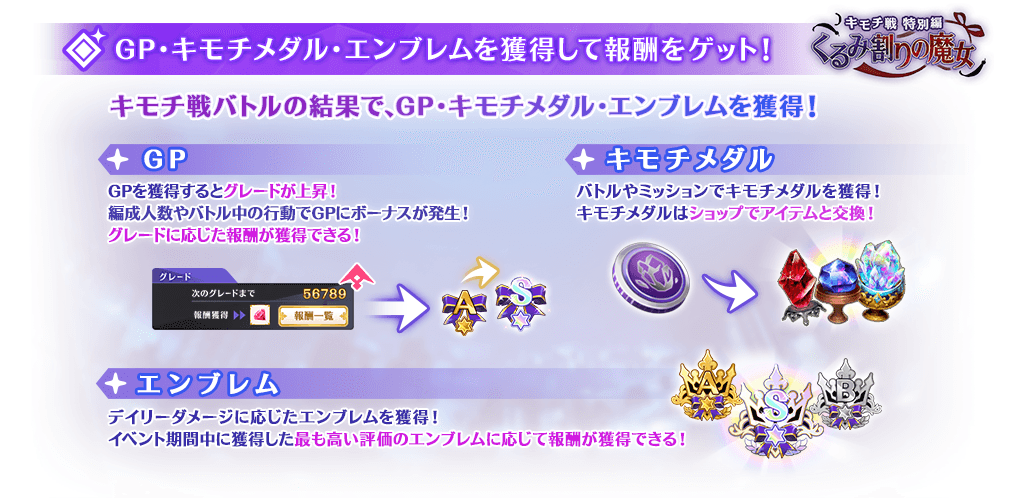 GP・キモチメダル・エンブレムを獲得して報酬をゲット!
キモチ戦 特別編
くるみ割りの魔女
キモチ戦バトルの結果で、GP・キモチメダル・エンブレムを獲得!
GP
GPを獲得するとグレードが上昇!
編成人数やバトル中の行動でGPにボーナスが発生!
グレードに応じた報酬が獲得できる!
グレード
次のグレードまで 56789
報酬獲得 報酬一覧
A
S
キモチメダル
バトルやミッションでキモチメダルを獲得!
キモチメダルはショップでアイテムと交換!
エンブレム
デイリーダメージに応じたエンブレムを獲得!
イベント期間中に獲得した最も高い評価のエンブレムに応じて報酬が獲得できる!
A
S
B